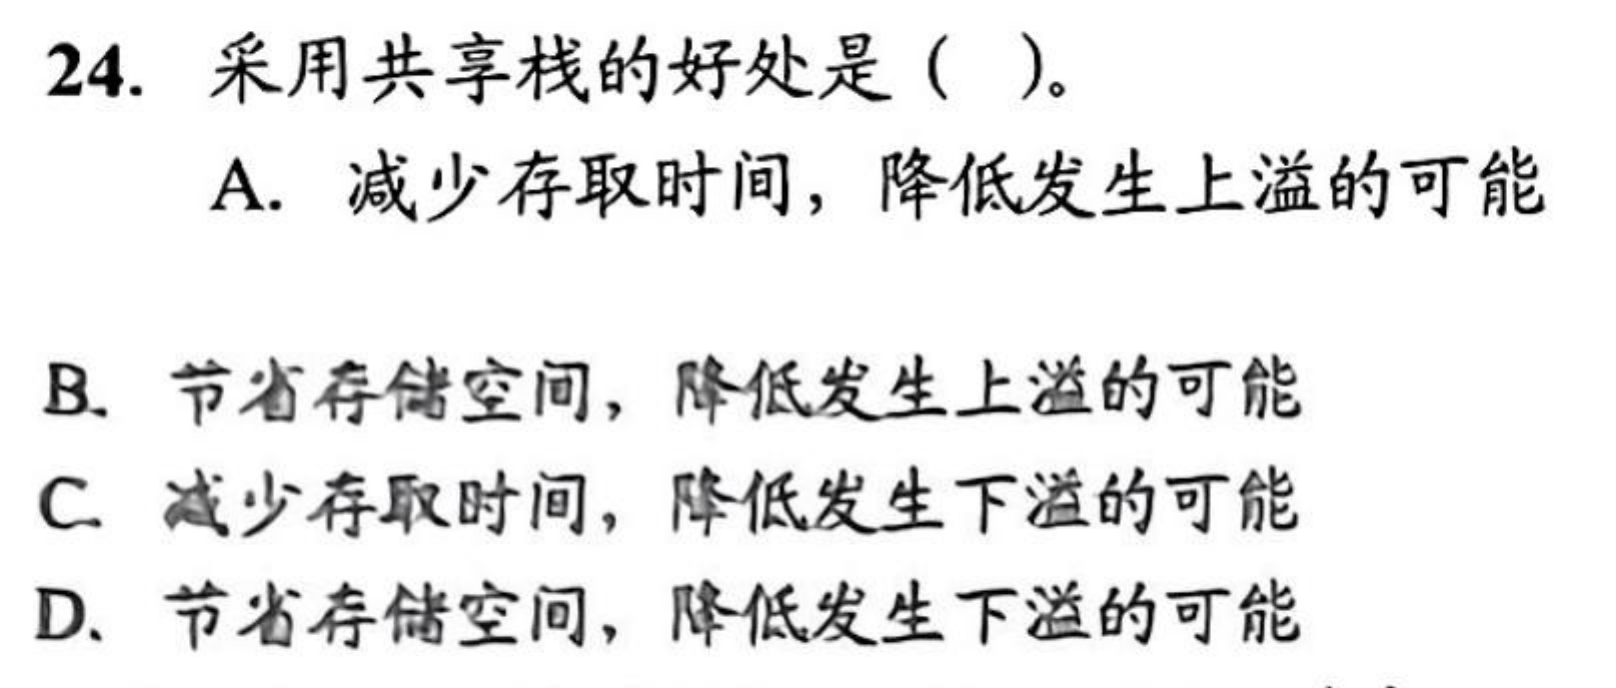 24. 采用共享栈的好处是( )。
A. 减少存取时间，降低发生上溢的可能
B. 节省存储空间，降低发生上溢的可能
C. 减少存取时间，降低发生下溢的可能
D. 节省存储空间，降低发生下溢的可能